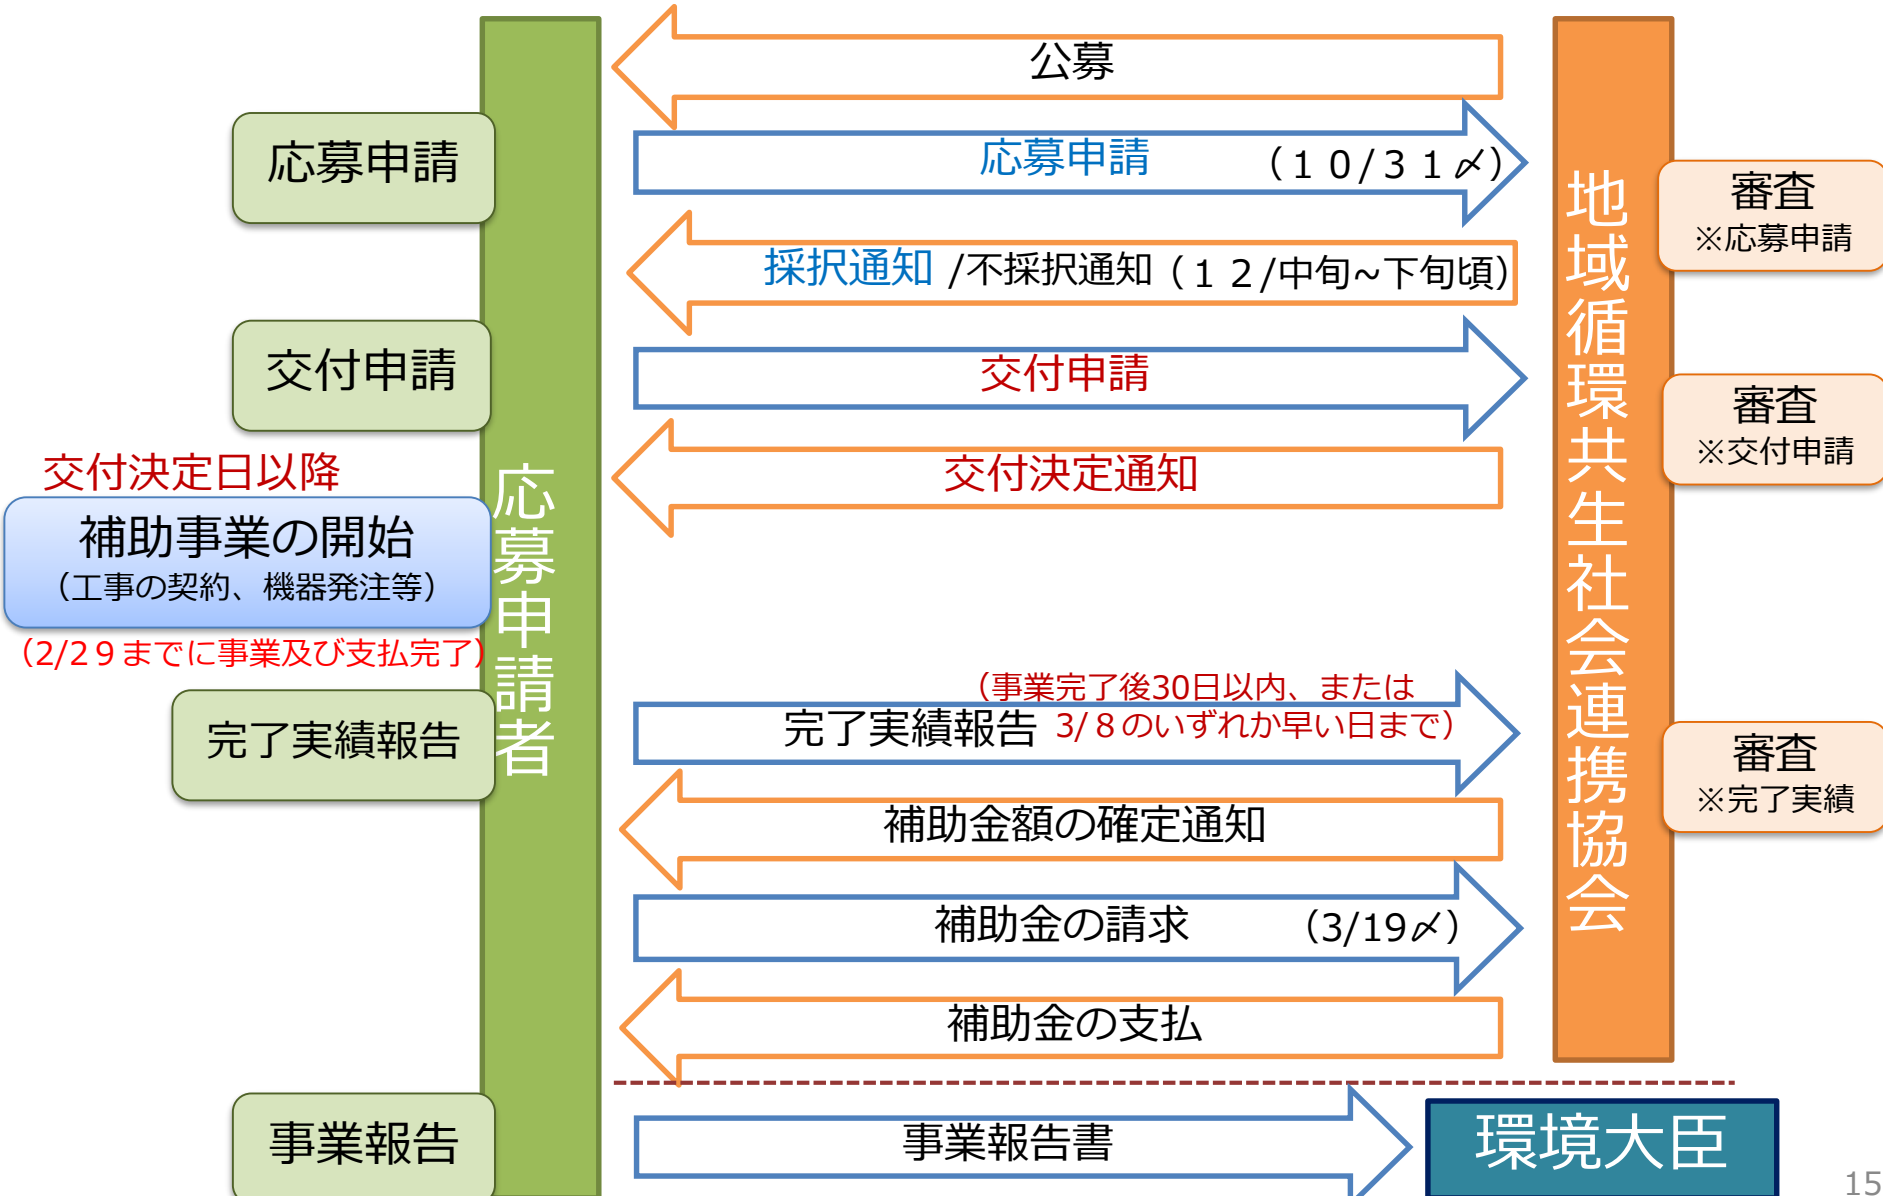 公募
応募申請
応募申請 （１０/３１〆）
審査
※応募申請
採択通知 /不採択通知（１２/中旬~下旬頃）
交付申請
交付申請
審査
※交付申請
交付決定通知
交付決定日以降
補助事業の開始
（工事の契約、機器発注等）
（2/2９までに事業及び支払完了）
応募申請者
地域循環共生社会連携協会
（事業完了後30日以内、または
3/８のいずれか早い日まで）
完了実績報告
完了実績報告
審査
※完了実績
補助金額の確定通知
補助金の請求 （3/19〆）
補助金の支払
事業報告
事業報告書
環境大臣
15